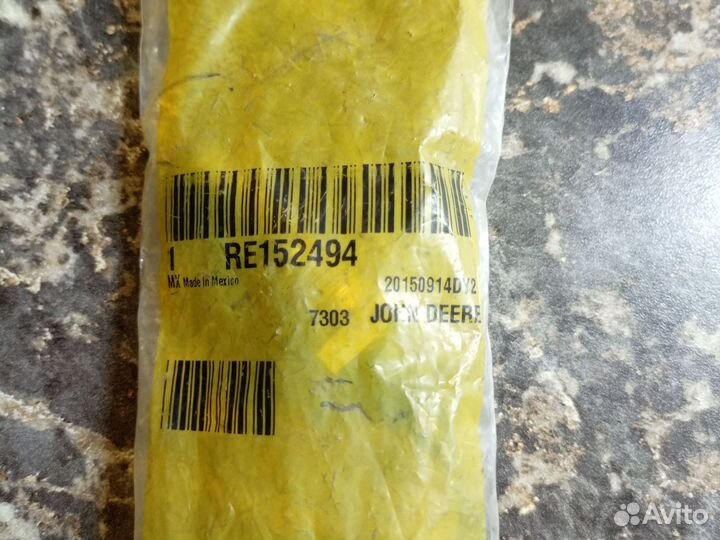 1 RE152494
MX Made In Mexico 20150914DY2
7303 JOHN DEERE
Avito